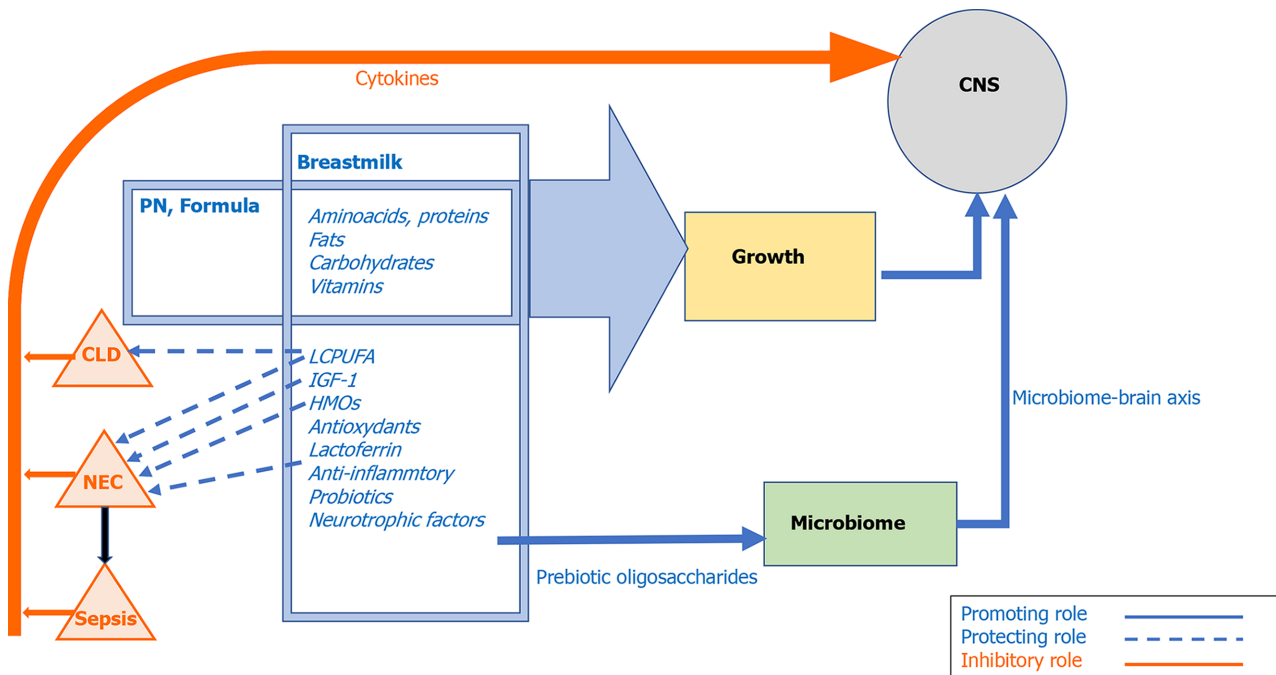 Cytokines
CNS
Breastmilk
PN, Formula
Aminoacids, proteins
Fats
Carbohydrates
Vitamins
Growth
CLD
LCPUFA
IGF-1
HMOs
Antioxydants
Lactoferrin
Anti-inflammtory
Probiotics
Neurotrophic factors
NEC
Sepsis
Microbiome-brain axis
Microbiome
Prebiotic oligosaccharides
Promoting role
Protecting role
Inhibitory role